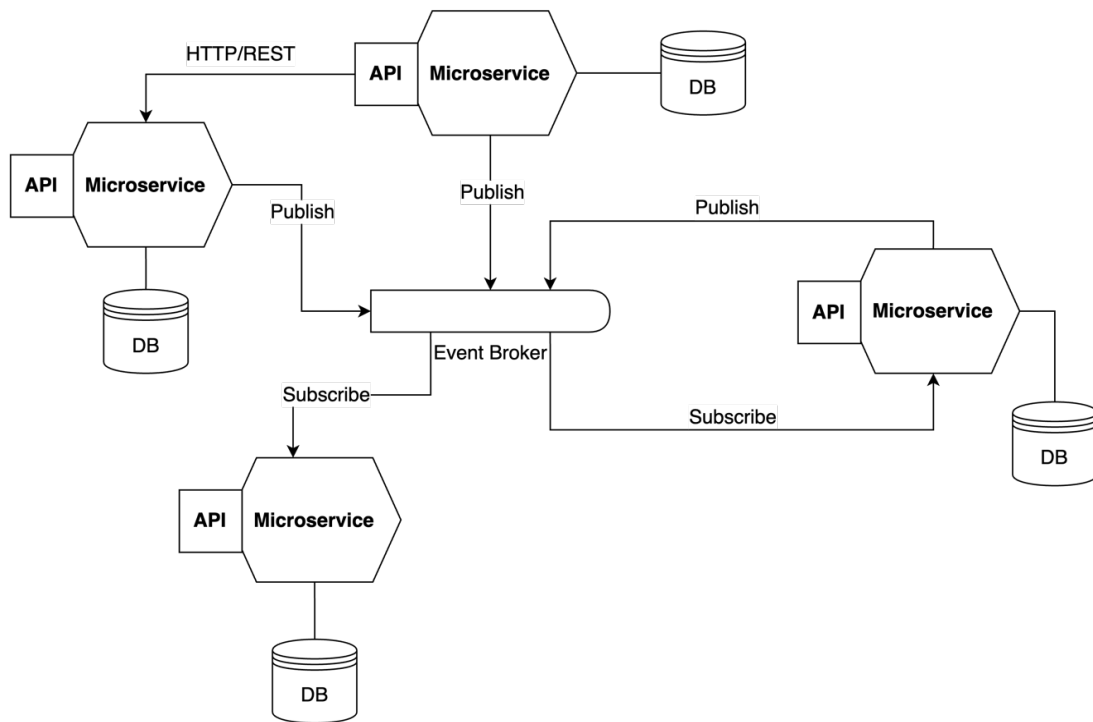 HTTP/REST
API
Microservice
DB
API
Microservice
Publish
Publish
Publish
API
Microservice
DB
Event Broker
Subscribe
Subscribe
DB
API
Microservice
DB